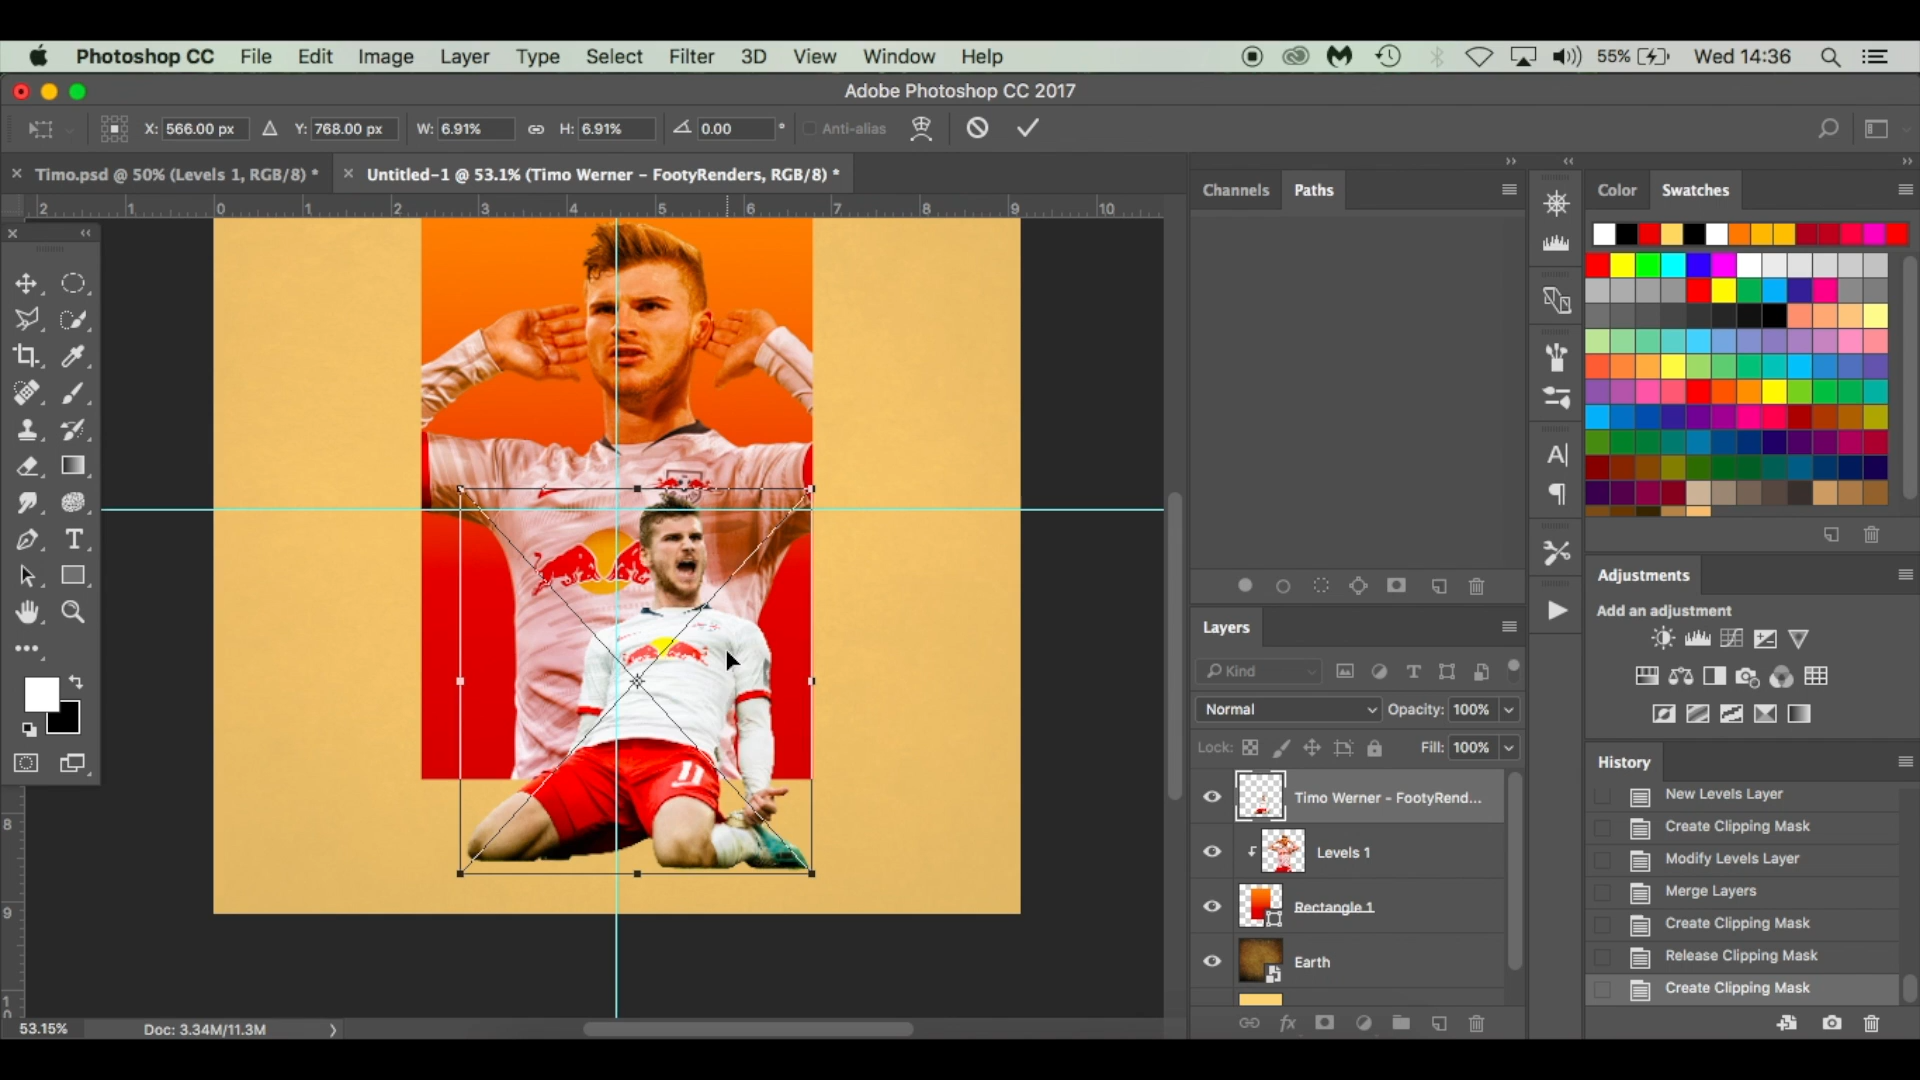 Photoshop CC File Edit Image Layer Type Select Filter 3D View Window Help 55% Wed 14:36
Adobe Photoshop CC 2017
X: 566.00 px Y: 768.00 px W: 6.91% H: 6.91% 0.00 ° Anti-alias
Timo.psd @ 50% (Levels 1, RGB/8) *
Untitled-1 @ 53.1% (Timo Werner - FootyRenders, RGB/8) *
2 1 0 1 2 3 4 5 6 7 8 9 10
Channels Paths
Color Swatches
Adjustments
Add an adjustment
Layers
Kind
Normal Opacity: 100%
Lock: Fill: 100%
Timo Werner - FootyRend...
Levels 1
Rectangle 1
Earth
fx
History
New Levels Layer
Create Clipping Mask
Modify Levels Layer
Merge Layers
Create Clipping Mask
Release Clipping Mask
Create Clipping Mask
11
8
9
1
0
53.15% Doc: 3.34M/11.3M